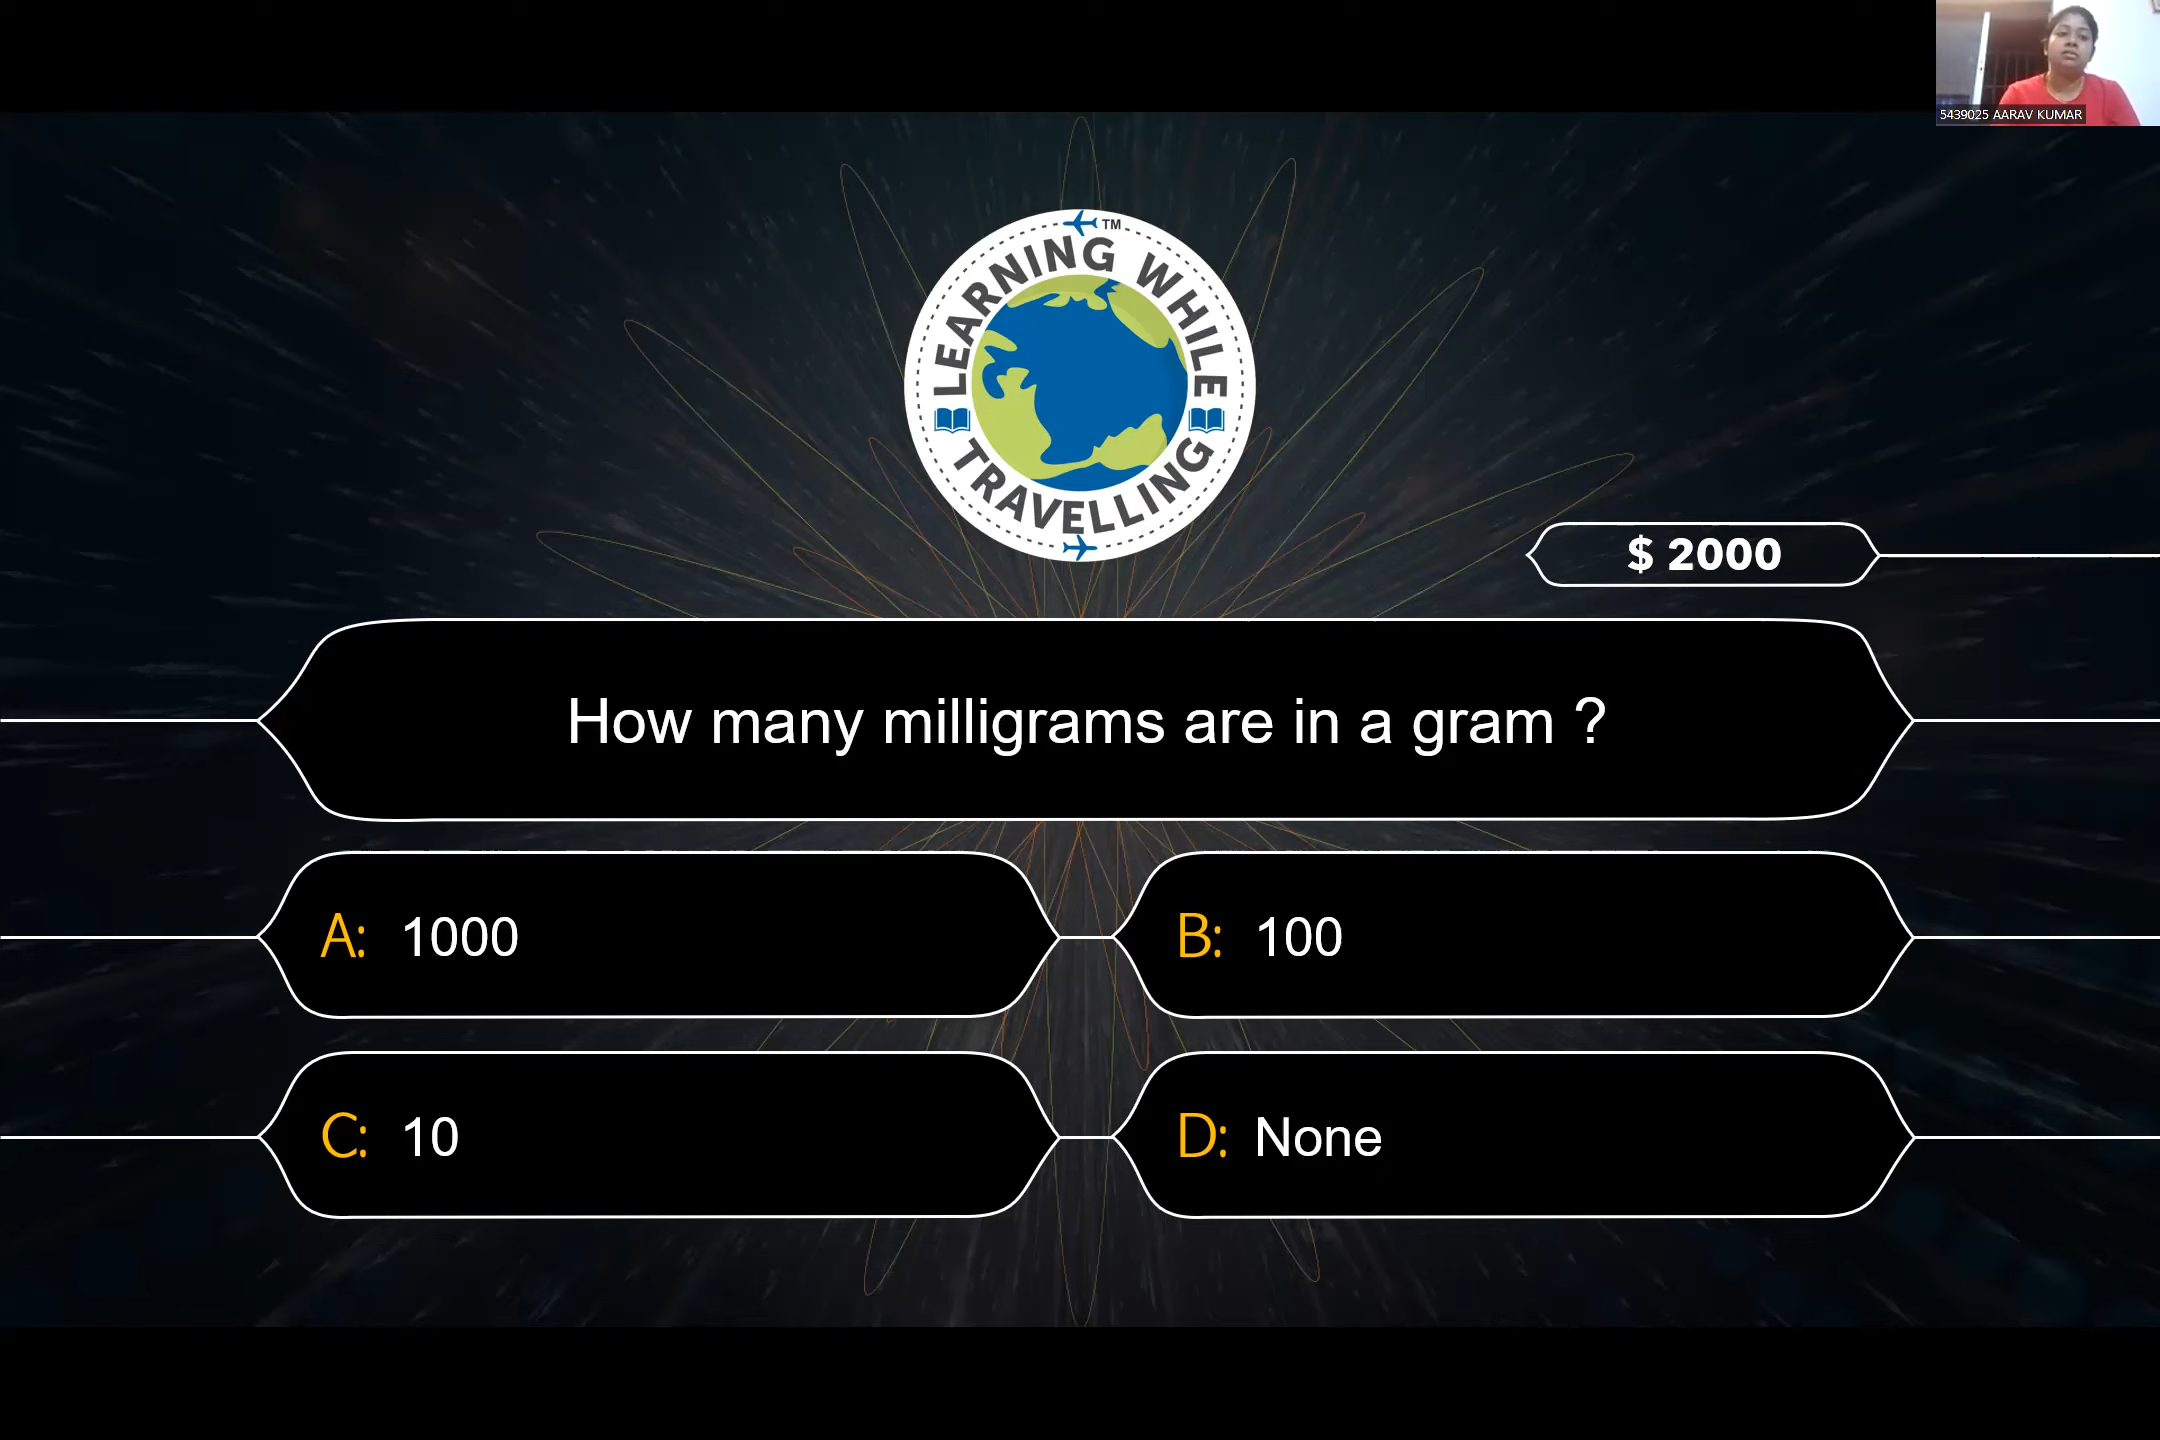 5439025 AARAV KUMAR
LEARNING WHILE TM
TRAVELLING
$ 2000
How many milligrams are in a gram ?
A: 1000
B: 100
C: 10
D: None